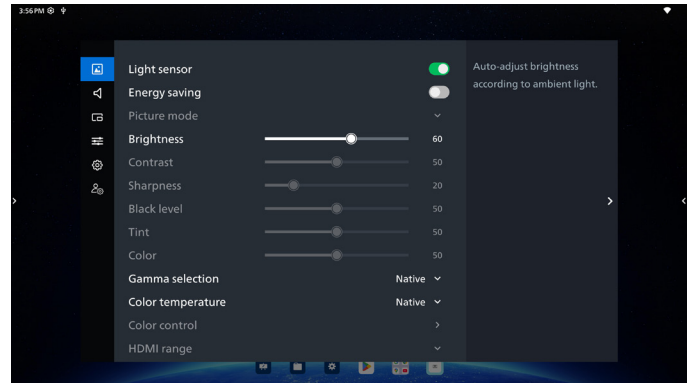 3:56 PM
Light sensor
Auto-adjust brightness
according to ambient light.
Energy saving
Picture mode
Brightness 60
Contrast 50
Sharpness 20
Black level 50
Tint 50
Color 50
Gamma selection Native
Color temperature Native
Color control
HDMI range